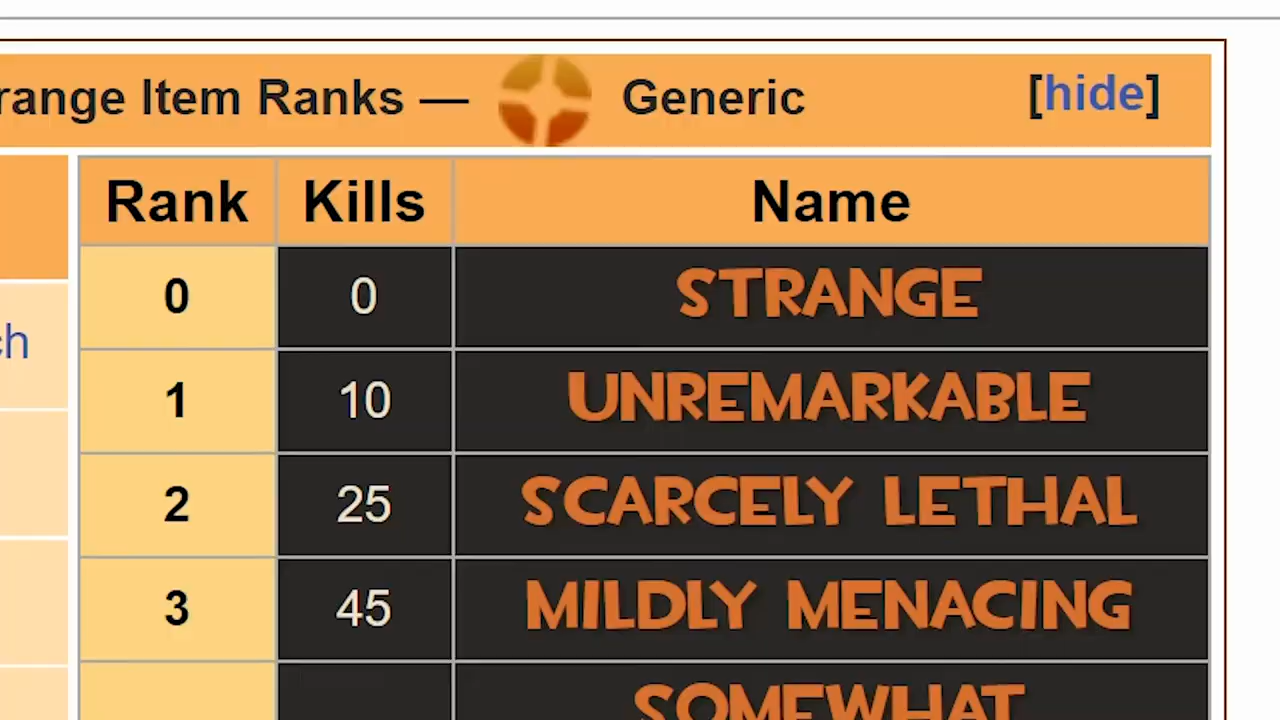 range Item Ranks — Generic [hide]
Rank Kills Name
0 0 STRANGE
ch
1 10 UNREMARKABLE
2 25 SCARCELY LETHAL
3 45 MILDLY MENACING
SOMEWHAT